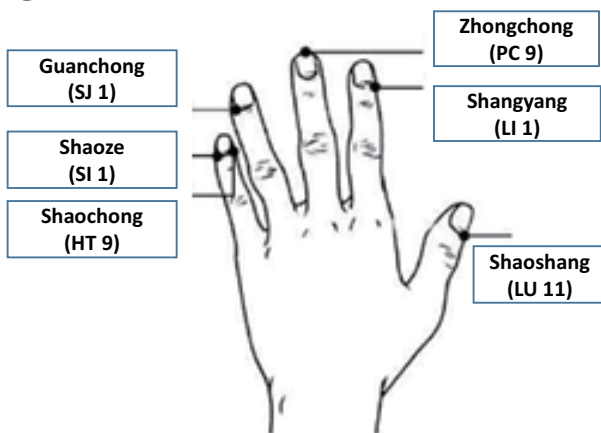 Guanchong
(SJ 1)
Shaoze
(SI 1)
Shaochong
(HT 9)
Zhongchong
(PC 9)
Shangyang
(LI 1)
Shaoshang
(LU 11)